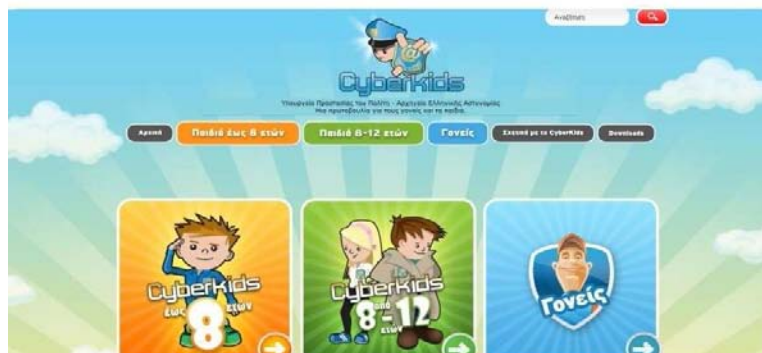 Αναζήτηση
Cyberkids
Υπουργείο Προστασίας του Πολίτη - Αρχηγείο Ελληνικής Αστυνομίας
Μια πρωτοβουλία για τους γονείς και τα παιδιά.
Αρχική
Παιδιά έως 8 ετών
Παιδιά 8-12 ετών
Γονείς
Σχετικά με το CyberKids
Downloads
Cyberkids
έως 8 ετών
Cyberkids
από
8-12
ετών
Γονείς